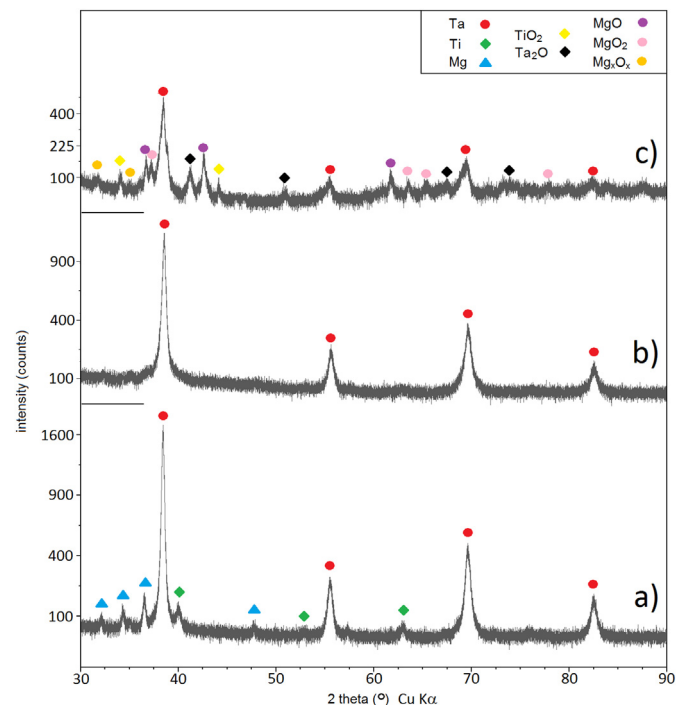 Ta
TiO2
MgO
Ti
Ta2O
MgO2
Mg
MgxOx
400
225
100
c)
900
400
100
b)
1600
900
400
100
a)
intensity (counts)
30 40 50 60 70 80 90
2 theta (°) Cu Kα